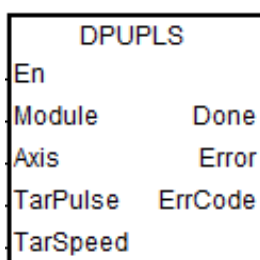 DPUPLS
En
Module Done
Axis Error
TarPulse ErrCode
TarSpeed